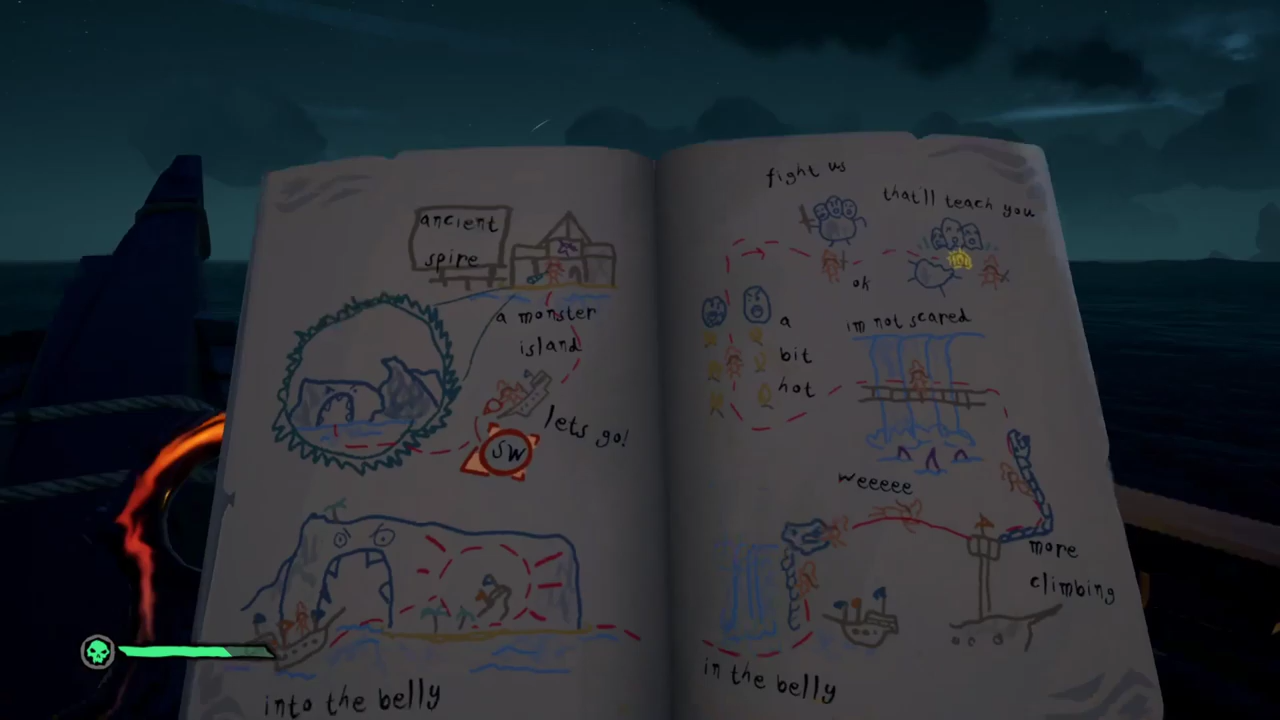 ancient
spire
a monster
island
lets go!
SW
into the belly
fight us
that'll teach you
ok
a
bit
hot
im not scared
weeeee
more
climbing
in the belly